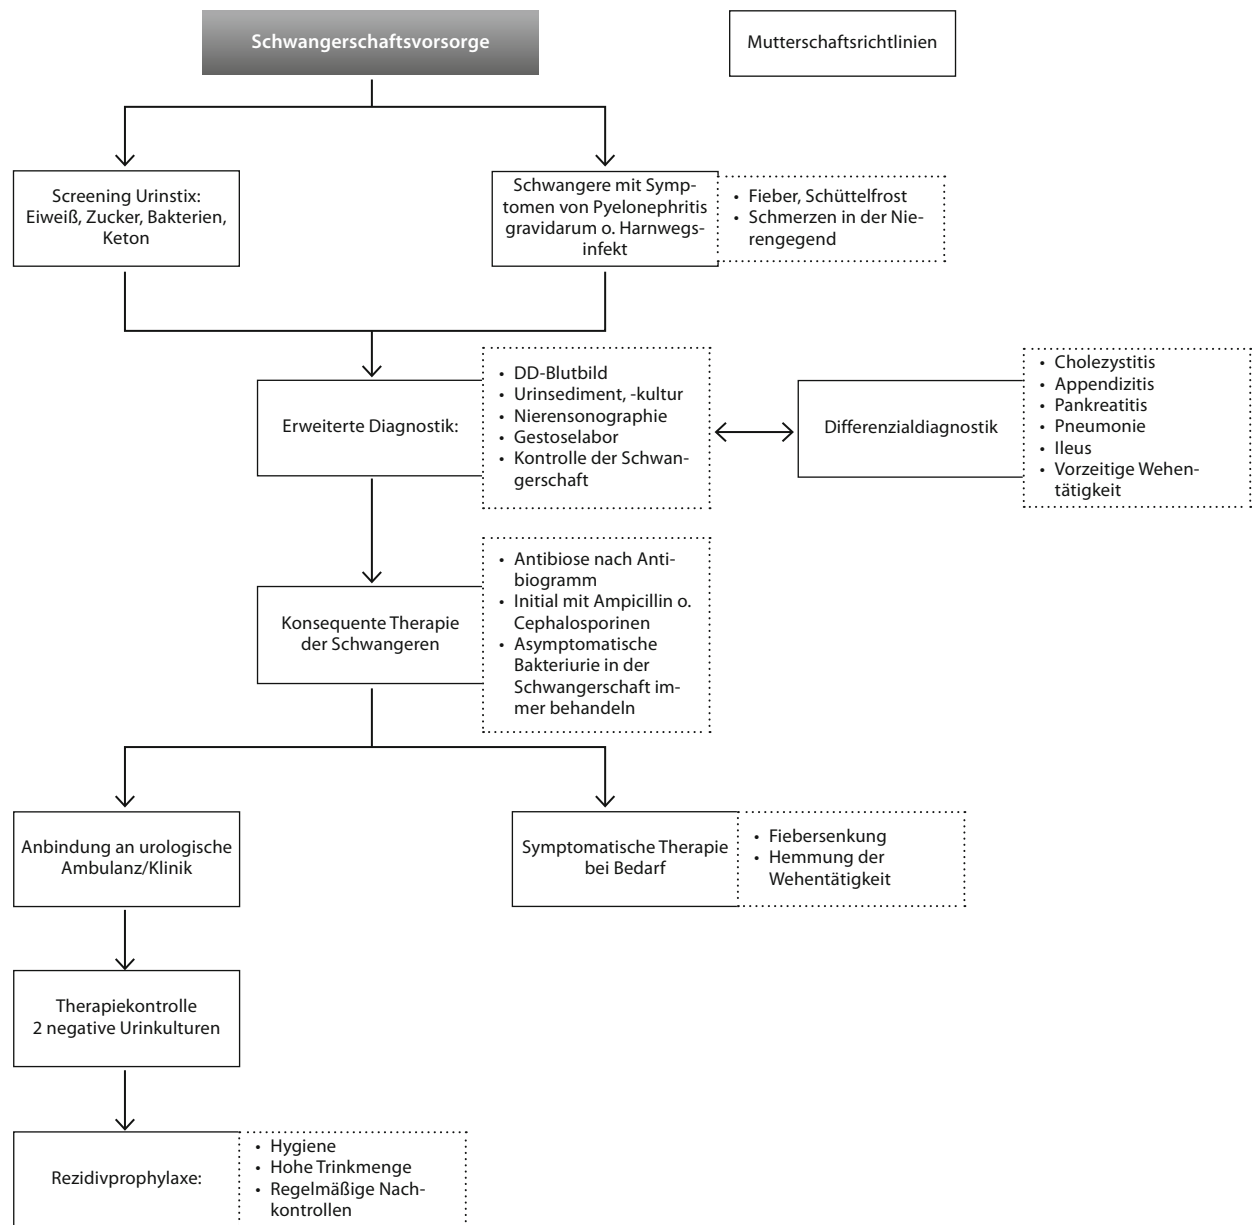 Schwangerschaftsvorsorge
Mutterschaftsrichtlinien
Screening Urinstix:
Eiweiß, Zucker, Bakterien,
Keton
Schwangere mit Symp-
tomen von Pyelonephritis
gravidarum o. Harnwegs-
infekt
• Fieber, Schüttelfrost
• Schmerzen in der Nie-
rengegend
Erweiterte Diagnostik:
• DD-Blutbild
• Urinsediment, -kultur
• Nierensonographie
• Gestoselabor
• Kontrolle der Schwan-
gerschaft
Differenzialdiagnostik
• Cholezystitis
• Appendizitis
• Pankreatitis
• Pneumonie
• Ileus
• Vorzeitige Wehen-
tätigkeit
Konsequente Therapie
der Schwangeren
• Antibiose nach Anti-
biogramm
• Initial mit Ampicillin o.
Cephalosporinen
• Asymptomatische
Bakteriurie in der
Schwangerschaft im-
mer behandeln
Anbindung an urologische
Ambulanz/Klinik
Symptomatische Therapie
bei Bedarf
• Fiebersenkung
• Hemmung der
Wehentätigkeit
Therapiekontrolle
2 negative Urinkulturen
Rezidivprophylaxe:
• Hygiene
• Hohe Trinkmenge
• Regelmäßige Nach-
kontrollen